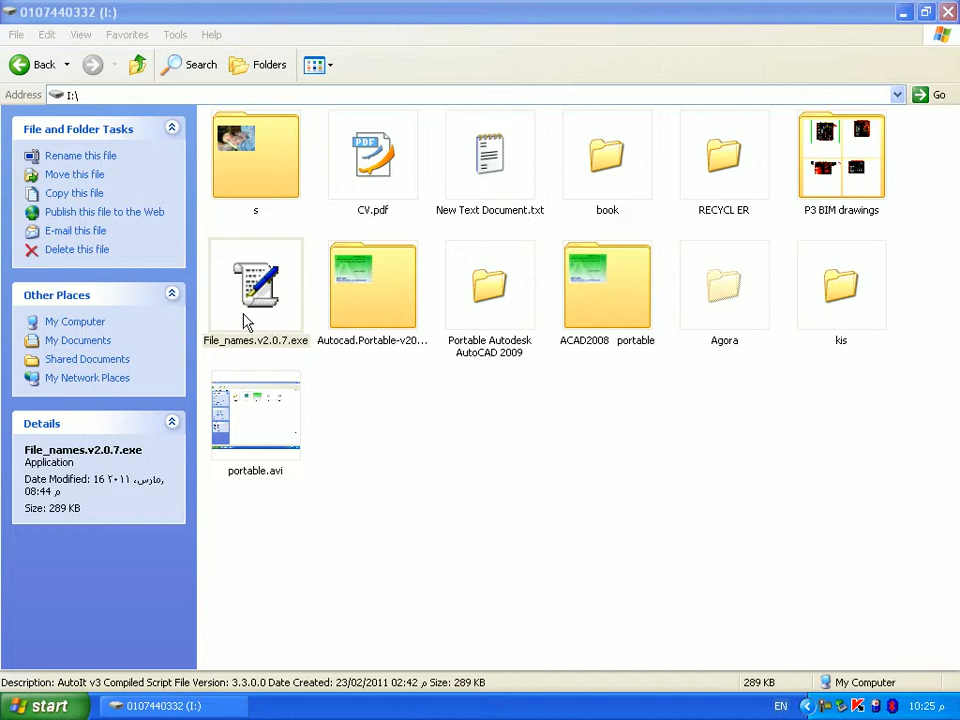 0107440332 (I:)
File Edit View Favorites Tools Help
Back Search Folders
Address I:\ Go
File and Folder Tasks
Rename this file
Move this file
Copy this file
Publish this file to the Web
E-mail this file
Delete this file
Other Places
My Computer
My Documents
Shared Documents
My Network Places
Details
File_names.v2.0.7.exe
Application
Date Modified: 16 مارس، ٢٠١١,
08:44 م
Size: 289 KB
s CV.pdf New Text Document.txt book RECYCL ER P3 BIM drawings
File_names.v2.0.7.exe Autocad.Portable-v20... Portable Autodesk ACAD2008 portable Agora kis
AutoCAD 2009
portable.avi
Description: AutoIt v3 Compiled Script File Version: 3.3.0.0 Date Created: 23/02/2011 02:42 م Size: 289 KB 289 KB My Computer
start 0107440332 (I:) EN 10:25 م